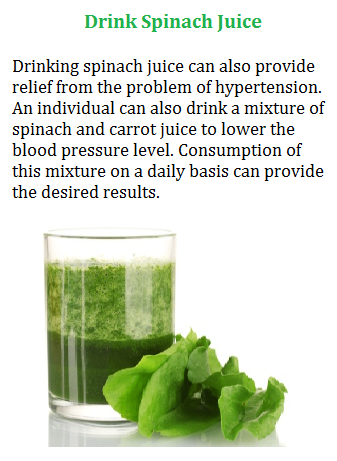 Drink Spinach Juice
Drinking spinach juice can also provide
relief from the problem of hypertension.
An individual can also drink a mixture of
spinach and carrot juice to lower the
blood pressure level. Consumption of
this mixture on a daily basis can provide
the desired results.